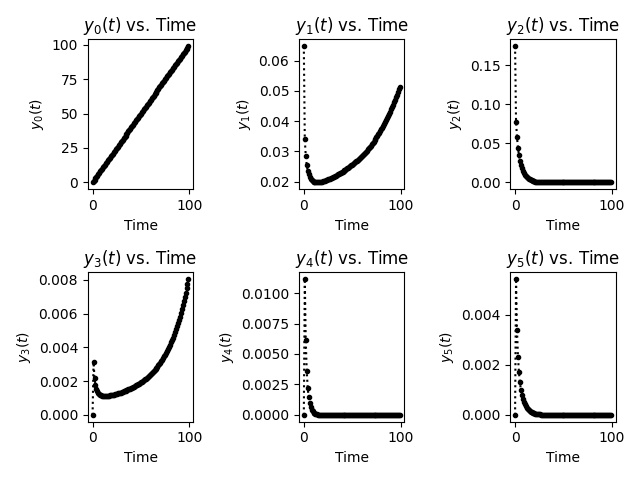 y₀(t) vs. Time
y₁(t) vs. Time
y₂(t) vs. Time
100
75
50
25
0
y₀(t)
0 100
Time
0.06
0.05
0.04
0.03
0.02
y₁(t)
0 100
Time
0.15
0.10
0.05
0.00
y₂(t)
0 100
Time
y₃(t) vs. Time
y₄(t) vs. Time
y₅(t) vs. Time
0.008
0.006
0.004
0.002
0.000
y₃(t)
0 100
Time
0.0100
0.0075
0.0050
0.0025
0.0000
y₄(t)
0 100
Time
0.004
0.002
0.000
y₅(t)
0 100
Time